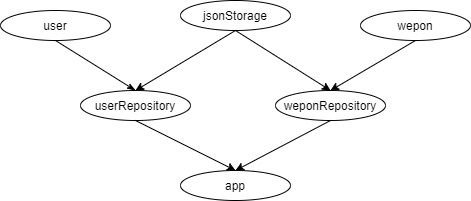 user
jsonStorage
wepon
userRepository
weponRepository
app